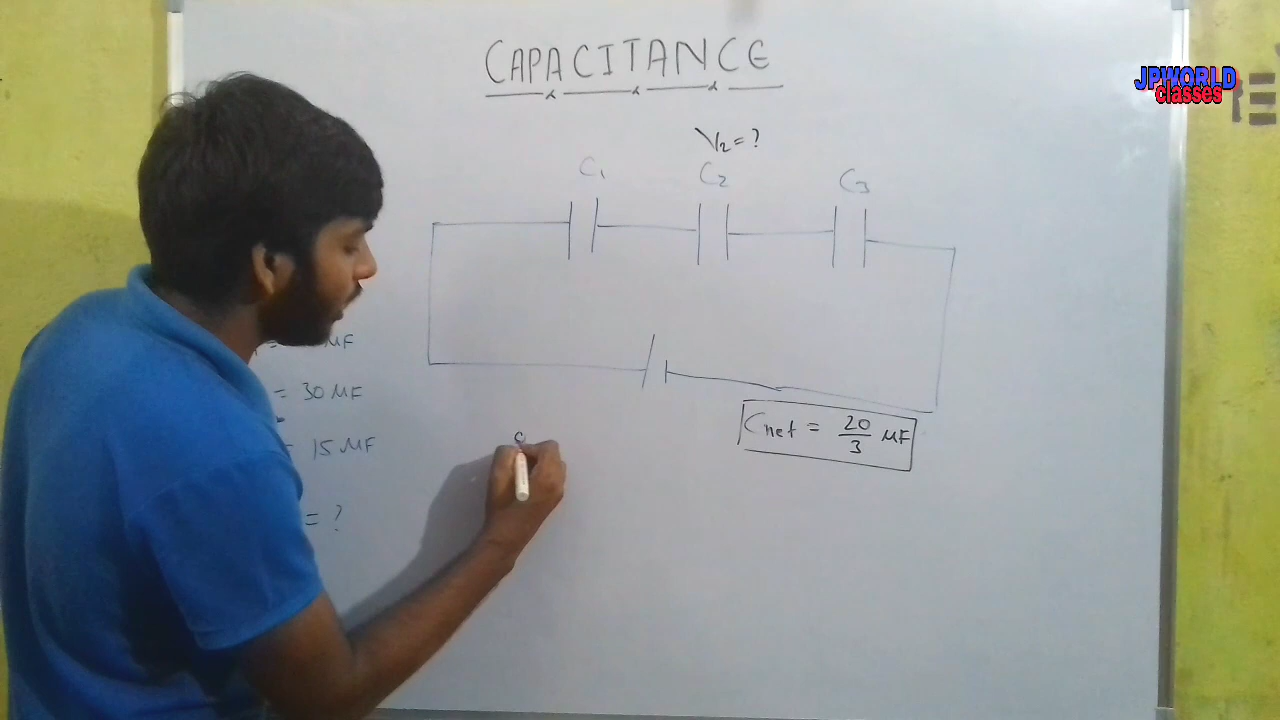 CAPACITANCE
JPWORLD
classes
V2 = ?
C1
C2
C3
μF
= 30 μF
15 μF
= ?
Cnet = 20/3 μF